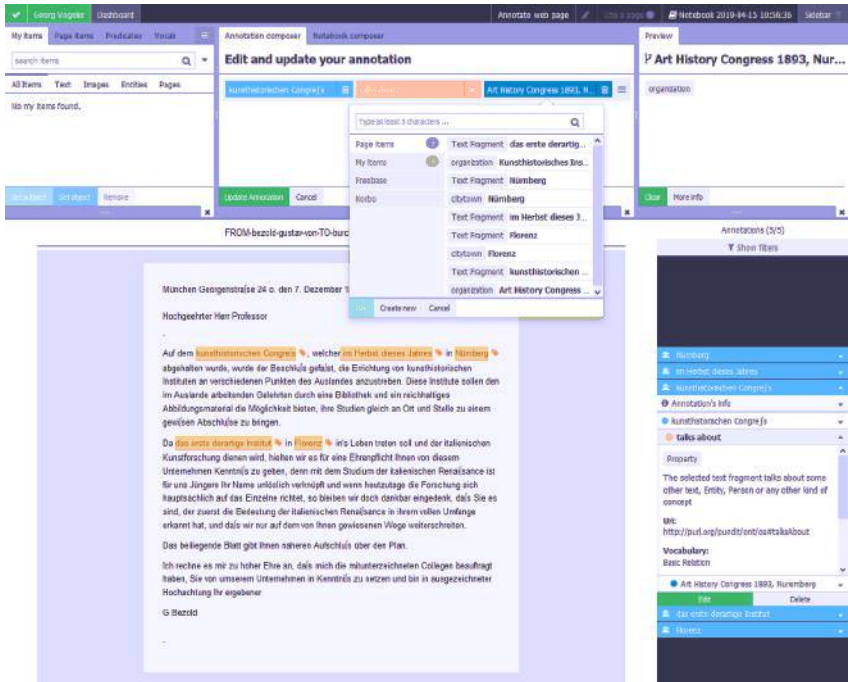 Georg Vogeler Dashboard Annotate web page Notebook 2019-04-15 10:56:36 Sidebar
My Items Page Items Predicates Vocab
Annotation composer Notebook composer
Preview
search items
Edit and update your annotation
Art History Congress 1893, Nur...
All Items Text Images Entities Pages
kunsthistorischen Congreſs Art History Congress 1893, N...
organization
No my items found.
Type at least 3 characters ...
Page Items
My Items
Freebase
Korbo
Text Fragment das erste derartig...
organization Kunsthistorisches Ins...
Text Fragment Nürmberg
citytown Nürmberg
Text Fragment im Herbst dieses J...
Text Fragment Florenz
citytown Florenz
Text Fragment kunsthistorischen ...
organization Art History Congress ...
Create new Cancel
Set object Remove
Update Annotation Cancel
Clear More info
FROM-bezold-gustav-von-TO-burc
München Georgenstraſse 24 o. den 7. Dezember 1
Hochgeehrter Herr Professor
-
Auf dem kunsthistorischen Congreſs, welcher im Herbst dieses Jahres in Nürnberg
abgehalten wurde, wurde der Beschluſs gefaſst, die Errichtung von kunsthistorischen
Instituten an verschiedenen Punkten des Auslandes anzustreben. Diese Institute sollen den
im Auslande arbeitenden Gelehrten durch eine Bibliothek und ein reichhaltiges
Abbildungsmaterial die Möglichkeit bieten, ihre Studien gleich an Ort und Stelle zu einem
gewiſsen Abschluſse zu bringen.
Da das erste derartige Institut in Florenz in's Leben treten soll und der italienischen
Kunstforschung dienen wird, hielten wir es für eine Ehrenpflicht Ihnen von diesem
Unternehmen Kenntniſs zu geben, denn mit dem Studium der italienischen Renaiſsance ist
für uns Jüngere Ihr Name unlöslich verknüpft und wenn heutzutage die Forschung sich
hauptsächlich auf das Einzelne richtet, so bleiben wir doch dankbar eingedenk, daſs Sie es
sind, der zuerst die Bedeutung der italienischen Renaiſsance in ihrem vollen Umfange
erkannt hat, und daſs wir nur auf dem von Ihnen gewiesenen Wege weiterschreiten.
Das beiliegende Blatt gibt Ihnen näheren Aufschluſs über den Plan.
Ich rechne es mir zu hoher Ehre an, daſs mich die mitunterzeichneten Collegen beauftragt
haben, Sie von unserem Unternehmen in Kenntniſs zu setzen und bin in ausgezeichneter
Hochachtung Ihr ergebener
G Bezold
-
Annotations (5/5)
Show filters
Nürnberg
im Herbst dieses Jahres
kunsthistorischen Congreſs
Annotation's info
kunsthistorischen Congreſs
talks about
Property
The selected text fragment talks about some
other text, Entity, Person or any other kind of
concept
Uri:
http://purl.org/pundit/ont/oa#talksAbout
Vocabulary:
Basic Relation
Art History Congress 1893, Nuremberg
Edit Delete
das erste derartige Institut
Florenz